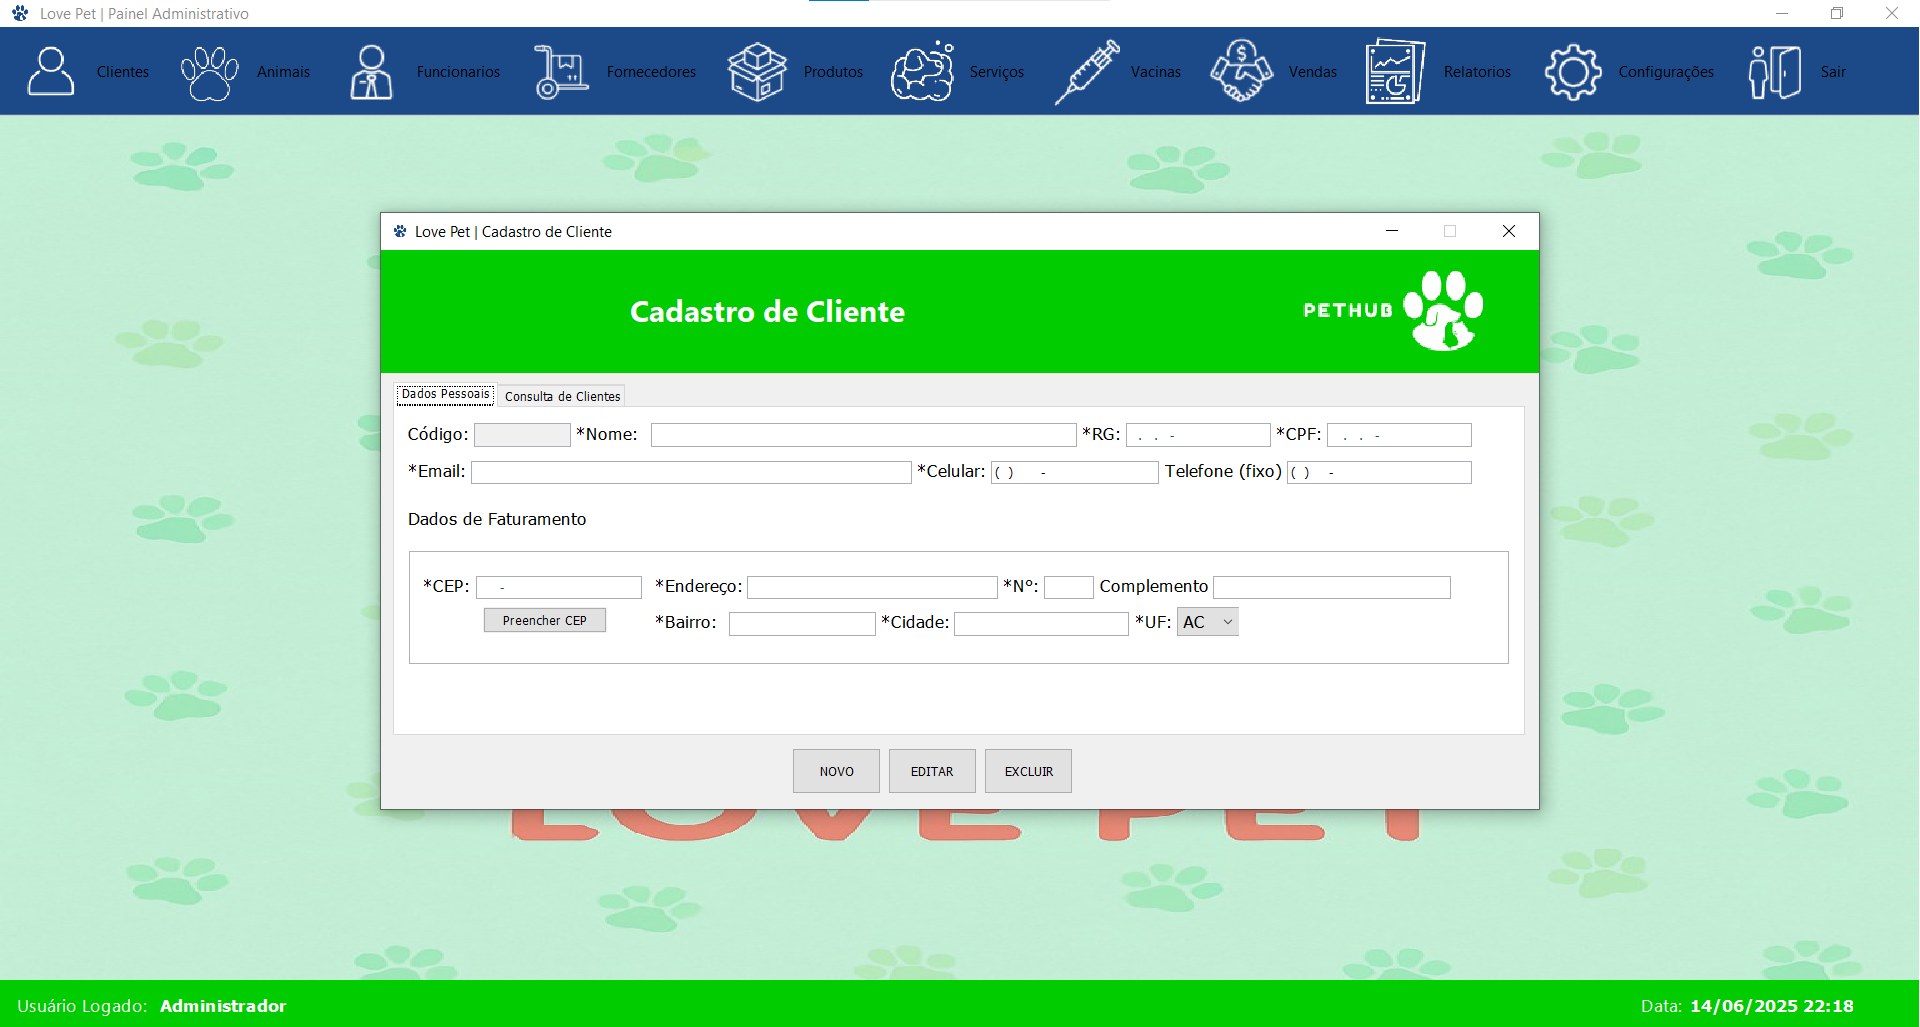 Love Pet | Painel Administrativo
Clientes Animais Funcionarios Fornecedores Produtos Serviços Vacinas Vendas Relatorios Configurações Sair
Love Pet | Cadastro de Cliente
Cadastro de Cliente
PETHUB
Dados Pessoais Consulta de Clientes
Código: *Nome: *RG: . . - *CPF: . . -
*Email: *Celular: ( ) - Telefone (fixo) ( ) -
Dados de Faturamento
*CEP: - *Endereço: *Nº: Complemento
Preencher CEP *Bairro: *Cidade: *UF: AC
NOVO EDITAR EXCLUIR
LOVE PET
Usuário Logado: Administrador Data: 14/06/2025 22:18